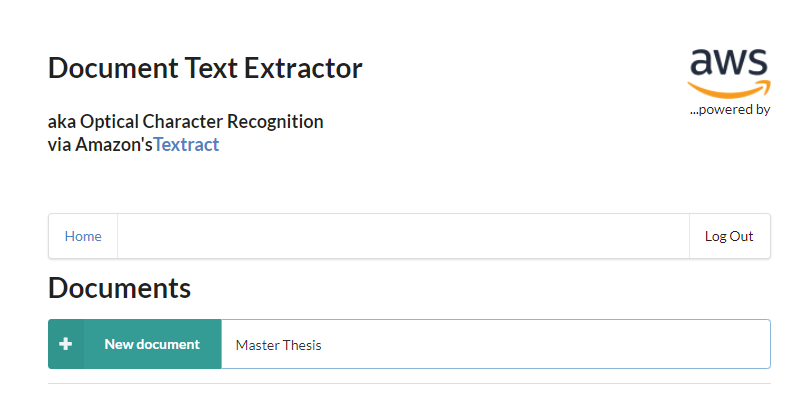 Document Text Extractor
aws
...powered by
aka Optical Character Recognition
via Amazon'sTextract
Home
Log Out
Documents
+ New document
Master Thesis